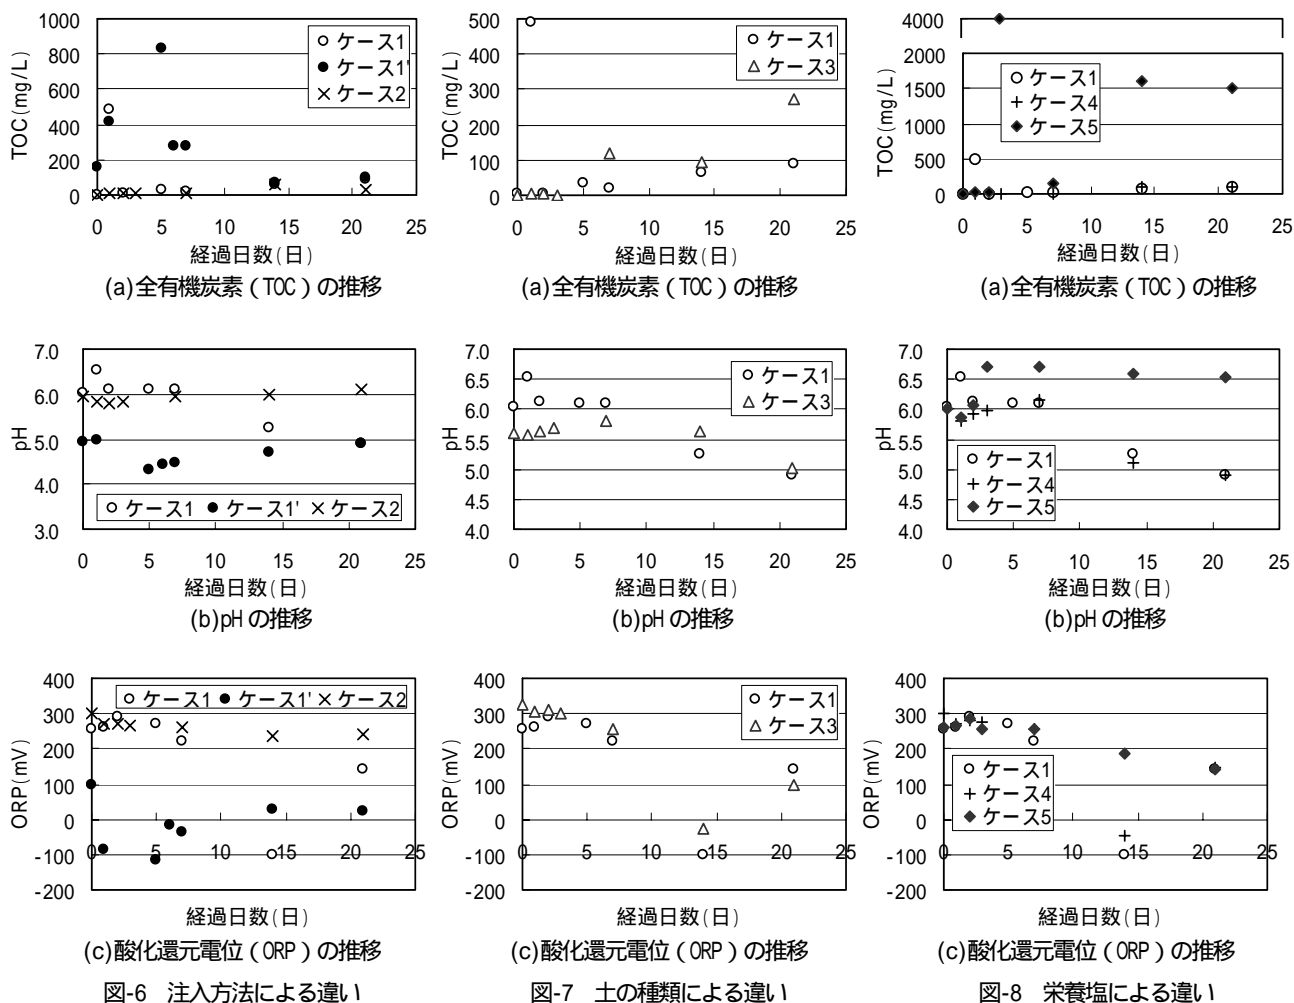 1000
800
600
400
200
0
TOC(mg/L)
ケース1
ケース1'
ケース2
0 5 10 15 20 25
経過日数(日)
(a)全有機炭素(TOC)の推移
500
400
300
200
100
0
TOC(mg/L)
ケース1
ケース3
0 5 10 15 20 25
経過日数(日)
(a)全有機炭素(TOC)の推移
4000
2000
1500
1000
500
0
TOC(mg/L)
ケース1
ケース4
ケース5
0 5 10 15 20 25
経過日数(日)
(a)全有機炭素(TOC)の推移
7.0
6.0
5.0
4.0
3.0
pH
ケース1 ケース1' ケース2
0 5 10 15 20 25
経過日数(日)
(b)pHの推移
7.0
6.5
6.0
5.5
5.0
4.5
4.0
pH
ケース1
ケース3
0 5 10 15 20 25
経過日数(日)
(b)pHの推移
7.0
6.5
6.0
5.5
5.0
4.5
4.0
pH
ケース1
ケース4
ケース5
0 5 10 15 20 25
経過日数(日)
(b)pHの推移
400
300
200
100
0
-100
-200
ORP(mV)
ケース1 ケース1' ケース2
0 5 10 15 20 25
経過日数(日)
(c)酸化還元電位(ORP)の推移
400
300
200
100
0
-100
-200
ORP(mV)
ケース1
ケース3
0 5 10 15 20 25
経過日数(日)
(c)酸化還元電位(ORP)の推移
400
300
200
100
0
-100
-200
ORP(mV)
ケース1
ケース4
ケース5
0 5 10 15 20 25
経過日数(日)
(c)酸化還元電位(ORP)の推移
図-6 注入方法による違い
図-7 土の種類による違い
図-8 栄養塩による違い